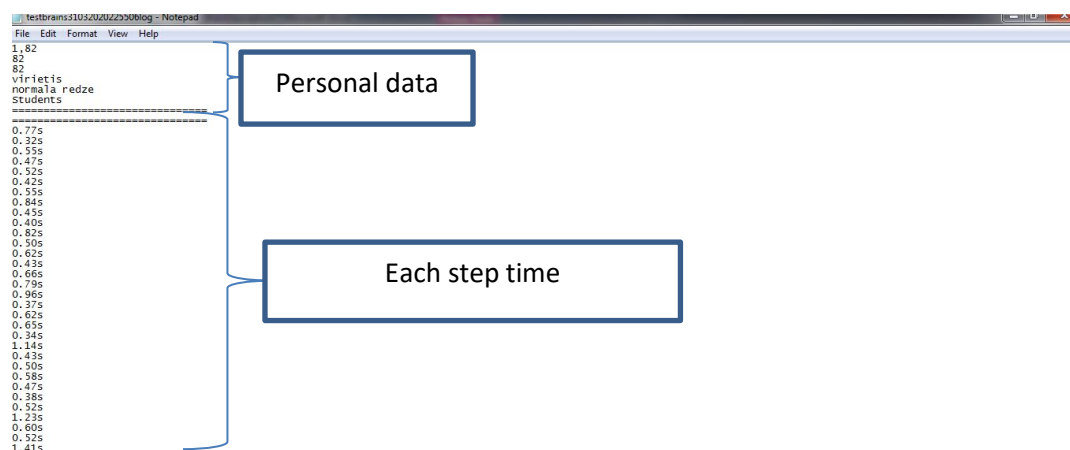 testbrains31032020225506log - Notepad
File Edit Format View Help
1,82
82
82
virietis
normala redze
Students
===============================
===============================
0.77s
0.32s
0.55s
0.47s
0.52s
0.42s
0.55s
0.84s
0.45s
0.40s
0.82s
0.50s
0.62s
0.43s
0.66s
0.79s
0.96s
0.37s
0.62s
0.65s
0.34s
1.14s
0.43s
0.50s
0.58s
0.47s
0.38s
0.52s
1.23s
0.60s
0.52s
1.41s
Personal data
Each step time